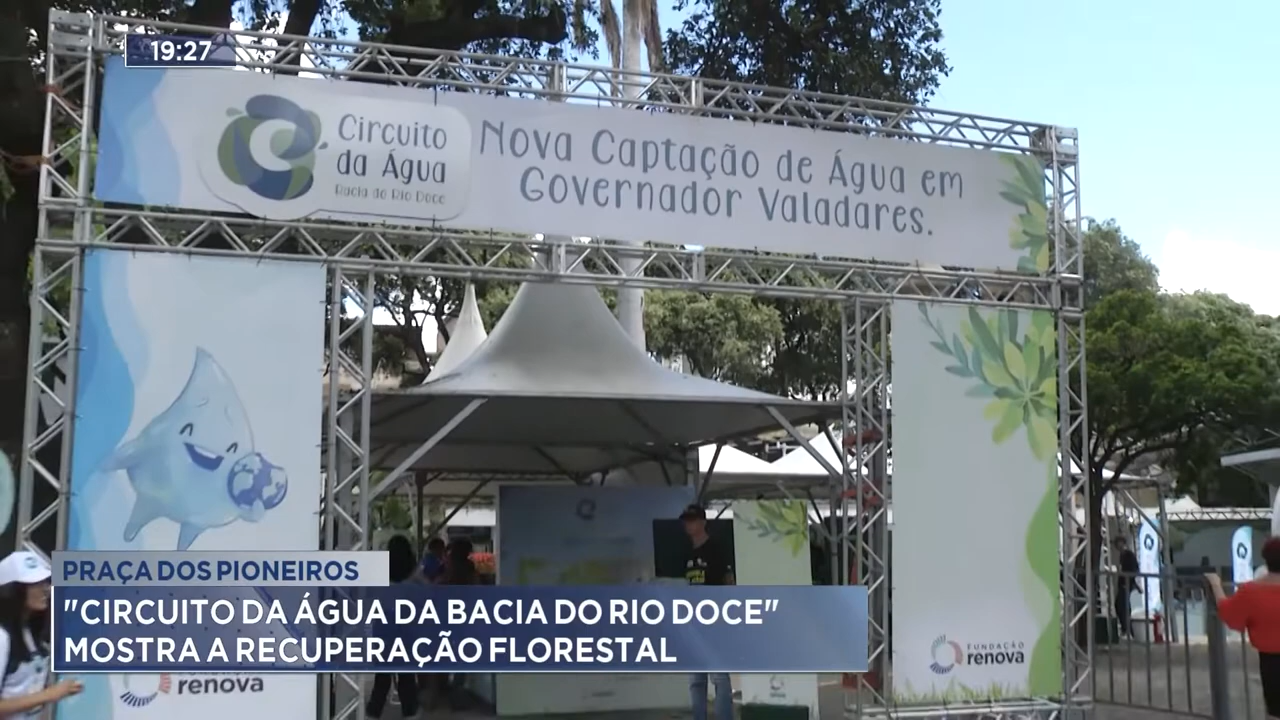 19:27
Circuito
da Água
Bacia do Rio Doce
Nova Captação de Água em
Governador Valadares.
PRAÇA DOS PIONEIROS
"CIRCUITO DA ÁGUA DA BACIA DO RIO DOCE"
MOSTRA A RECUPERAÇÃO FLORESTAL
renova
FUNDAÇÃO
renova